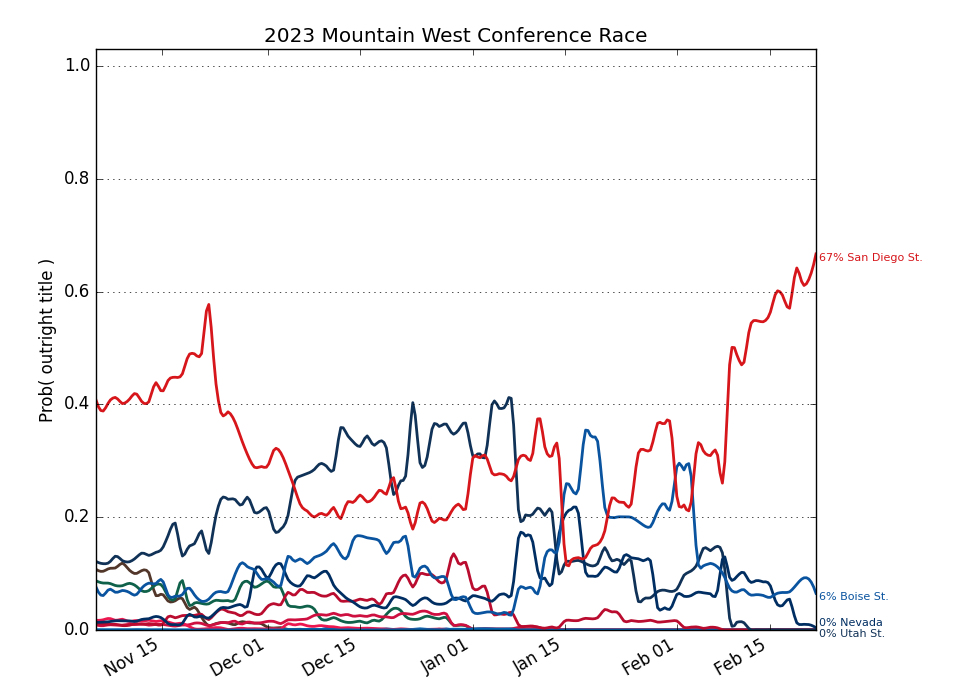 2023 Mountain West Conference Race
Prob( outright title )
1.0
0.8
0.6
0.4
0.2
0.0
Nov 15
Dec 01
Dec 15
Jan 01
Jan 15
Feb 01
Feb 15
67% San Diego St.
6% Boise St.
0% Nevada
0% Utah St.